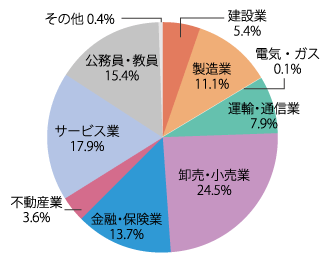 その他 0.4%
建設業
5.4%
電気・ガス
0.1%
製造業
11.1%
運輸・通信業
7.9%
卸売・小売業
24.5%
金融・保険業
13.7%
不動産業
3.6%
サービス業
17.9%
公務員・教員
15.4%